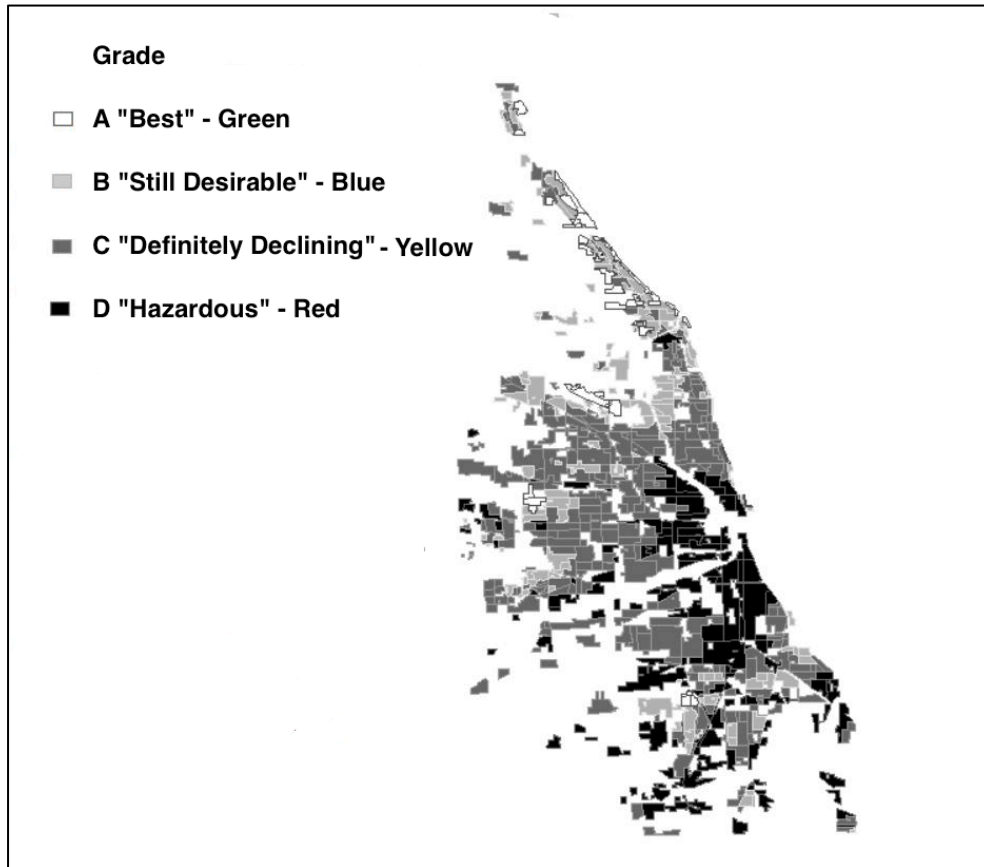 Grade
A "Best" - Green
B "Still Desirable" - Blue
C "Definitely Declining" - Yellow
D "Hazardous" - Red